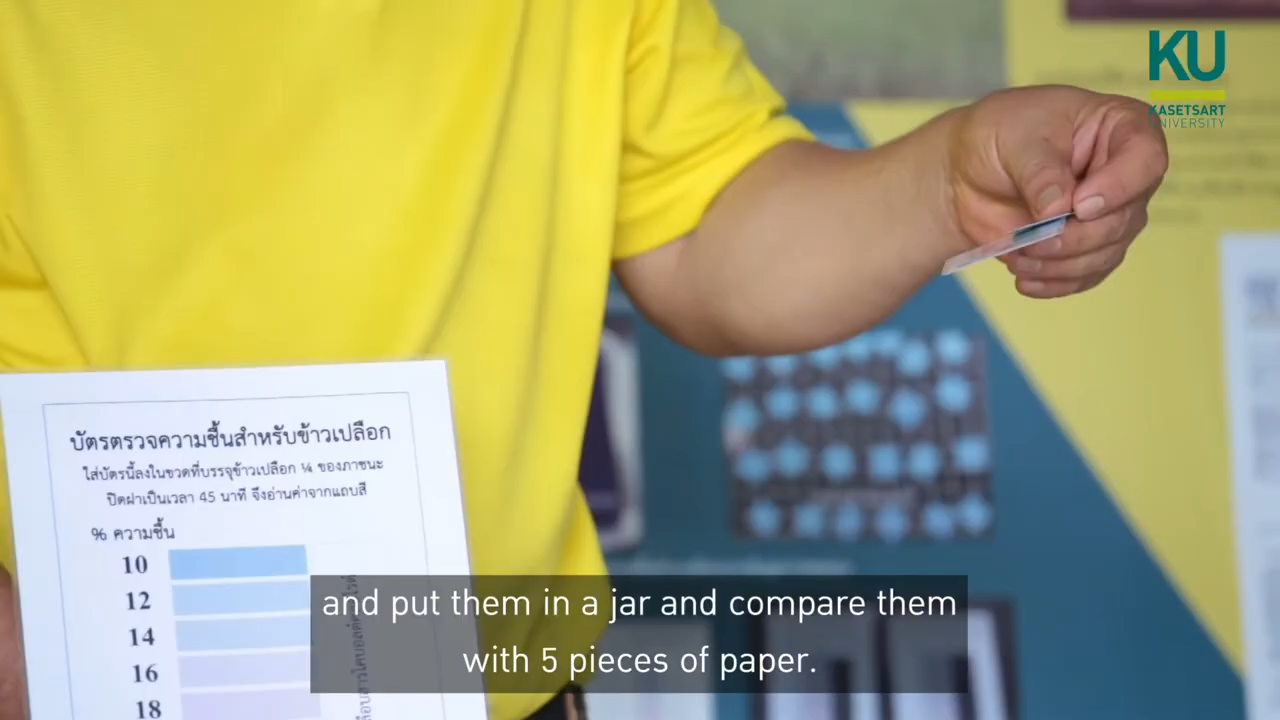 KU
KASETSART
UNIVERSITY
บัตรตรวจความชื้นสำหรับข้าวเปลือก
ใส่บัตรนี้ลงในขวดที่บรรจุข้าวเปลือก ¼ ของภาชนะ
ปิดฝาเป็นเวลา 45 นาที จึงอ่านค่าจากแถบสี
% ความชื้น
10
12
14
16
18
and put them in a jar and compare them
with 5 pieces of paper.